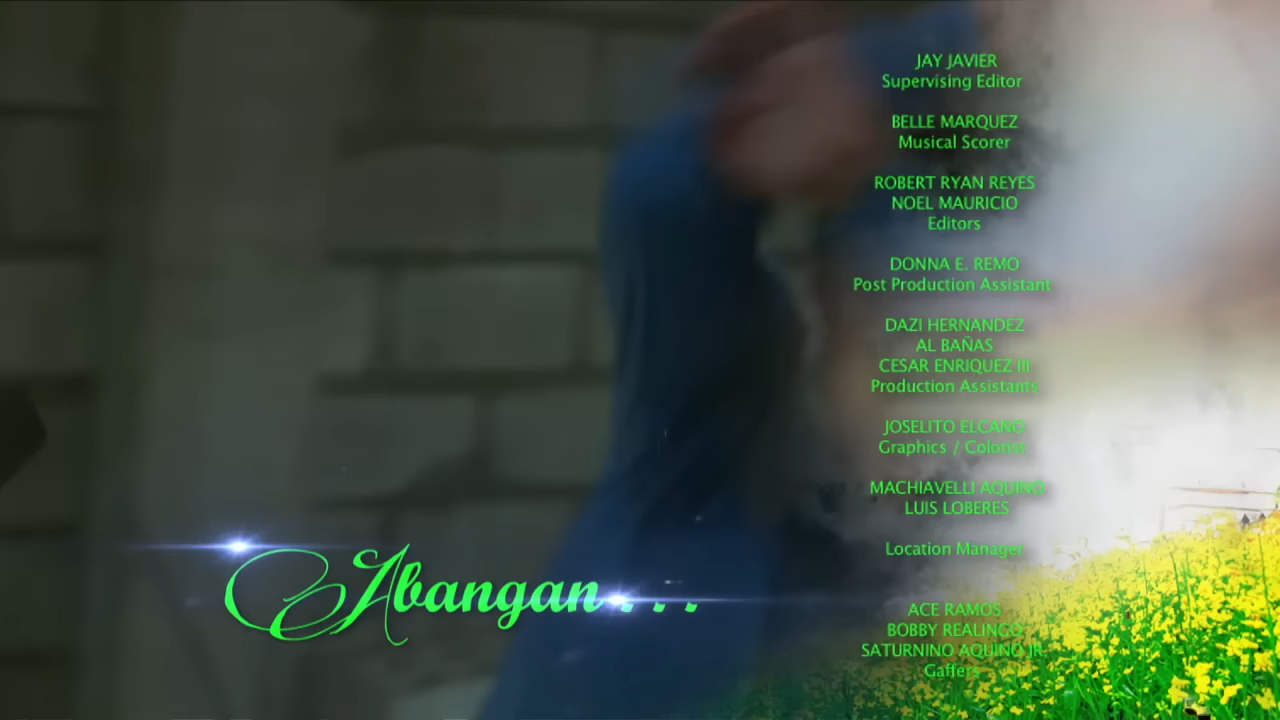 JAY JAVIER
Supervising Editor
BELLE MARQUEZ
Musical Scorer
ROBERT RYAN REYES
NOEL MAURICIO
Editors
DONNA E. REMO
Post Production Assistant
DAZI HERNANDEZ
AL BAÑAS
CESAR ENRIQUEZ III
Production Assistants
JOSELITO ELCANO
Graphics / Colorist
MACHIAVELLI AQUINO
LUIS LOBERES
Location Manager
ACE RAMOS
BOBBY REALINGO
SATURNINO AQUINO JR.
Gaffers
Abangan . . .